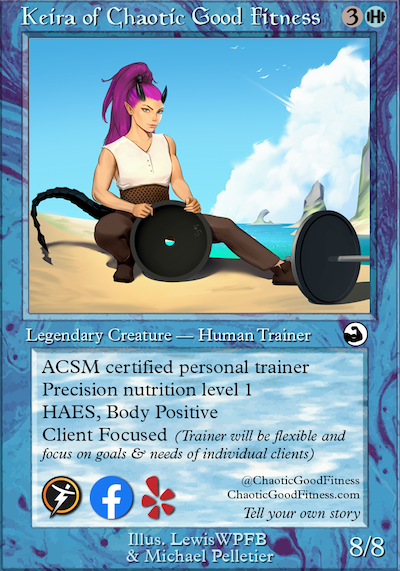 Keira of Chaotic Good Fitness 3
Legendary Creature — Human Trainer
ACSM certified personal trainer
Precision nutrition level 1
HAES, Body Positive
Client Focused (Trainer will be flexible and
focus on goals & needs of individual clients)
@ChaoticGoodFitness
ChaoticGoodFitness.com
Tell your own story
Illus. LewisWPFB
& Michael Pelletier
8/8